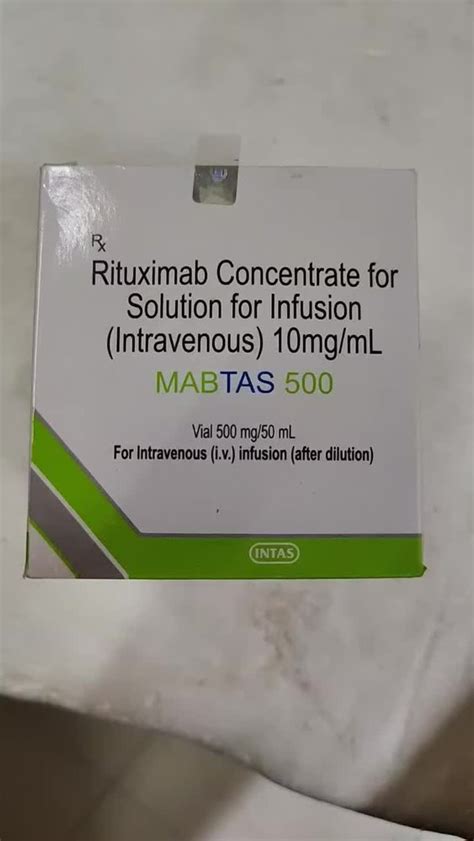 Rx
Rituximab Concentrate for
Solution for Infusion
(Intravenous) 10mg/mL
MABTAS 500
Vial 500 mg/50 mL
For Intravenous (i.v.) infusion (after dilution)
INTAS